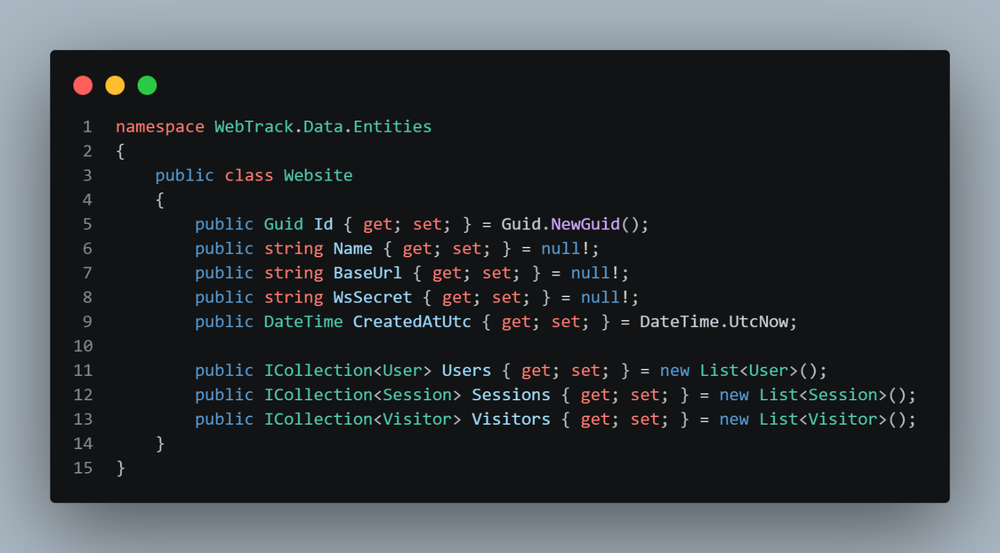 1 namespace WebTrack.Data.Entities
2 {
3     public class Website
4     {
5         public Guid Id { get; set; } = Guid.NewGuid();
6         public string Name { get; set; } = null!;
7         public string BaseUrl { get; set; } = null!;
8         public string WsSecret { get; set; } = null!;
9         public DateTime CreatedAtUtc { get; set; } = DateTime.UtcNow;
10
11         public ICollection<User> Users { get; set; } = new List<User>();
12         public ICollection<Session> Sessions { get; set; } = new List<Session>();
13         public ICollection<Visitor> Visitors { get; set; } = new List<Visitor>();
14     }
15 }